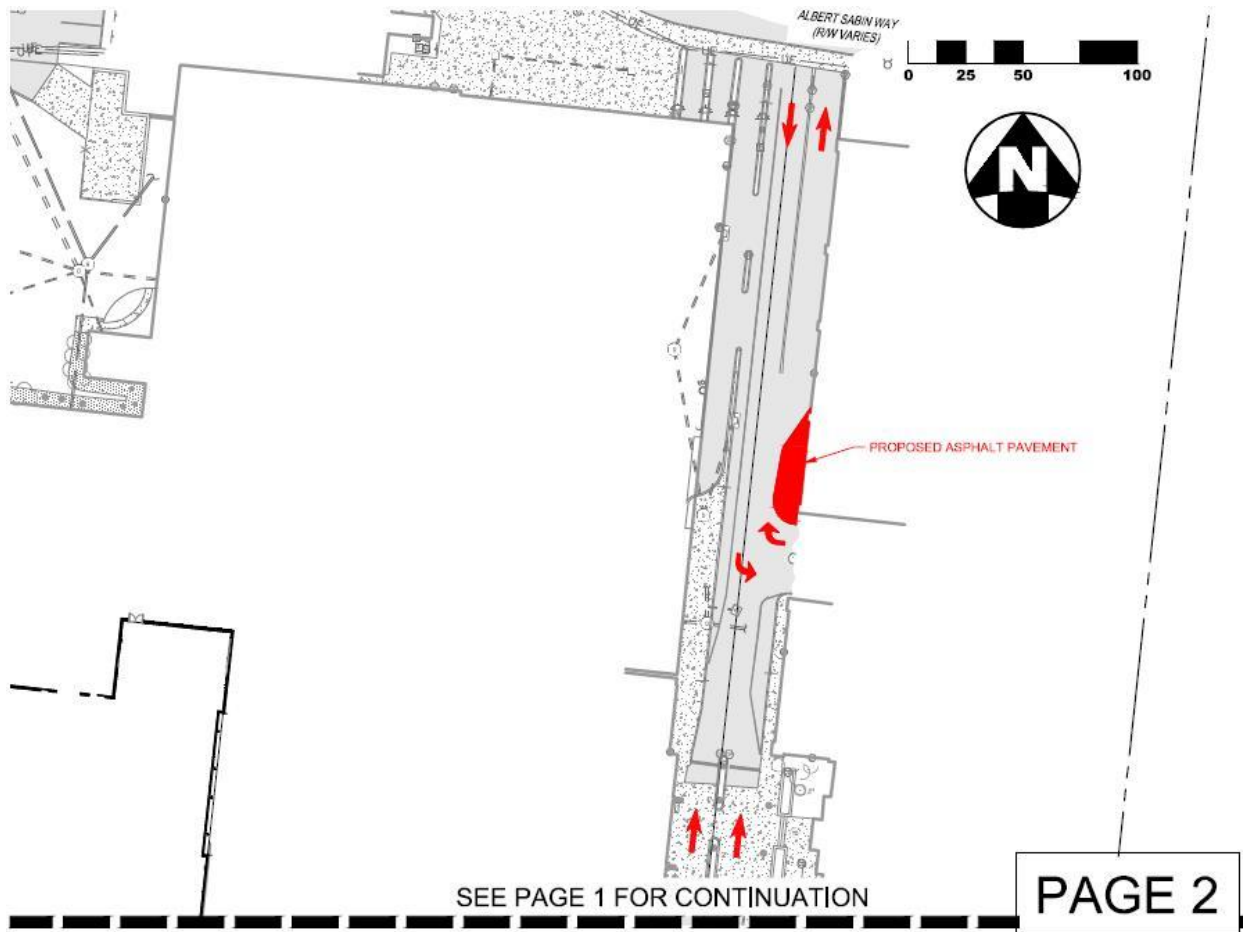 ALBERT SABIN WAY
(R/W VARIES)
0 25 50 100
N
PROPOSED ASPHALT PAVEMENT
SEE PAGE 1 FOR CONTINUATION
PAGE 2